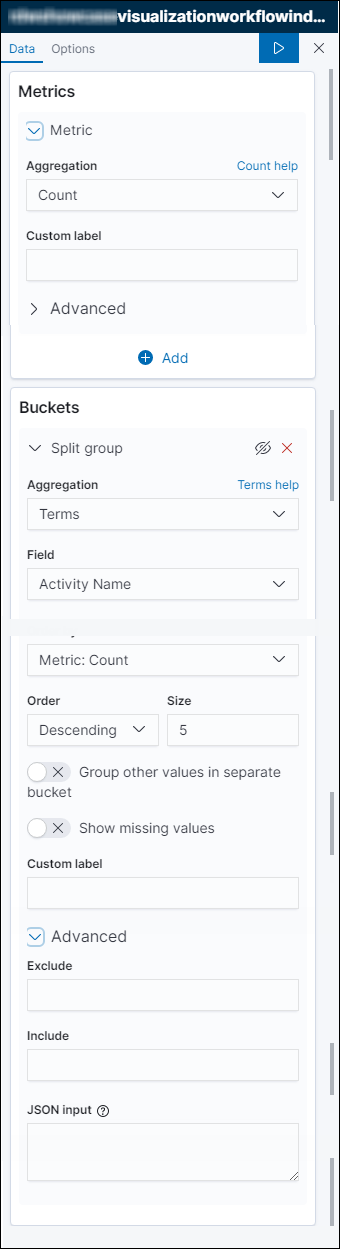 visualizationworkflowind...
Data Options
Metrics
Metric
Aggregation Count help
Count
Custom label
Advanced
Add
Buckets
Split group
Aggregation Terms help
Terms
Field
Activity Name
Metric: Count
Order Size
Descending 5
Group other values in separate
bucket
Show missing values
Custom label
Advanced
Exclude
Include
JSON input